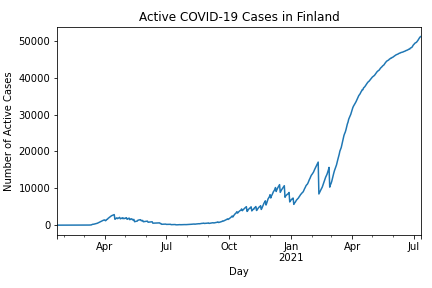 Active COVID-19 Cases in Finland
50000
40000
30000
20000
10000
0
Number of Active Cases
Apr
Jul
Oct
Jan
2021
Apr
Jul
Day